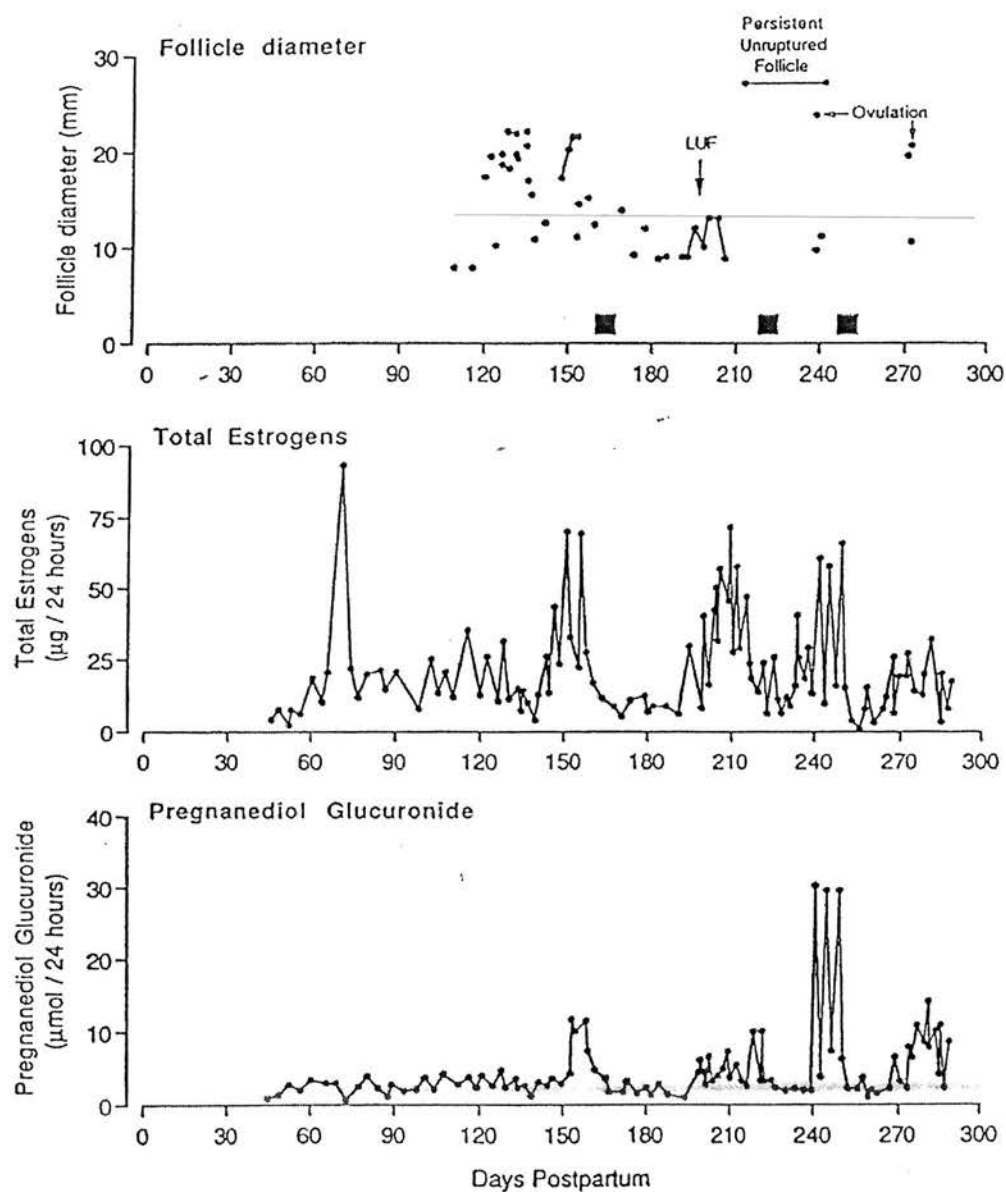 Follicle diameter
Persistent
Unruptured
Follicle
Ovulation
LUF
Follicle diameter (mm)
30
20
10
0
0 30 60 90 120 150 180 210 240 270 300
Total Estrogens
Total Estrogens
(µg / 24 hours)
100
75
50
25
0
0 30 60 90 120 150 180 210 240 270 300
Pregnanediol Glucuronide
Pregnanediol Glucuronide
(µmol / 24 hours)
40
30
20
10
0
0 30 60 90 120 150 180 210 240 270 300
Days Postpartum